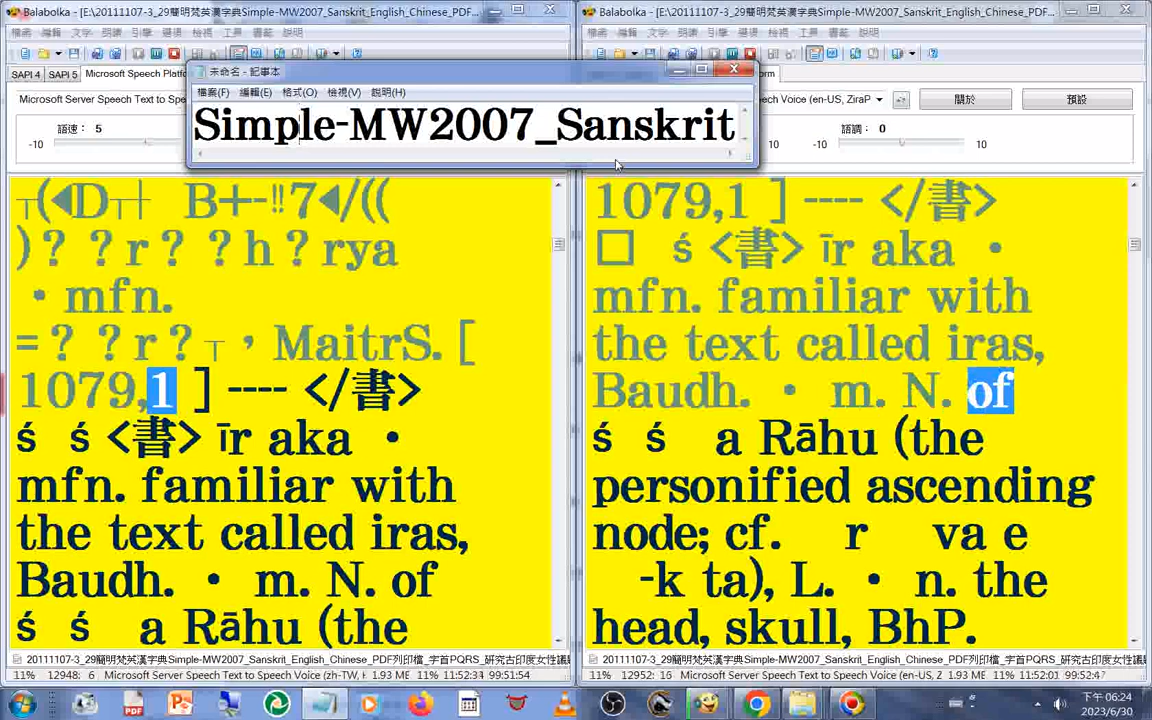 Balabolka - [E:\20111107-3_29簡明梵英漢字典Simple-MW2007_Sanskrit_English_Chinese_PDF...
Balabolka - [E:\20111107-3_29簡明梵英漢字典Simple-MW2007_Sanskrit_English_Chinese_PDF...
SAPI 4 SAPI 5 Microsoft Speech Platf
Microsoft Server Speech Text to Spee
語速： 5
-10
未命名 - 記事本
檔案(F) 編輯(E) 格式(O) 檢視(V) 說明(H)
Simple-MW2007_Sanskrit
ech Voice (en-US, ZiraP
關於
預設
語調： 0
10
-10 10
┬(◀D┬┼ B+-‼7◀/((
)？ ？r？ ？h？rya
• mfn.
=？ ？r？┬，MaitrS. [
1079,1 ] ---- </書>
ś ś <書> īr aka •
mfn. familiar with
the text called iras,
Baudh. • m. N. of
ś ś a Rāhu (the
1079,1 ] ---- </書>
□ ś <書> īr aka •
mfn. familiar with
the text called iras,
Baudh. • m. N. of
ś ś a Rāhu (the
personified ascending
node; cf. r va e
-k ta), L. • n. the
head, skull, BhP.
20111107-3_29簡明梵英漢字典Simple-MW2007_Sanskrit_English_Chinese_PDF列印檔_字首PQRS_研究古印度女性議
20111107-3_29簡明梵英漢字典Simple-MW2007_Sanskrit_English_Chinese_PDF列印檔_字首PQRS_研究古印度女性議
11% 12948: 6 Microsoft Server Speech Text to Speech Voice (zh-TW, H 1.93 MB 11% 11:52:34 99:51:54
11% 12952: 16 Microsoft Server Speech Text to Speech Voice (en-US, Z 1.93 MB 11% 11:52:4
下午 06:24
2023/6/30